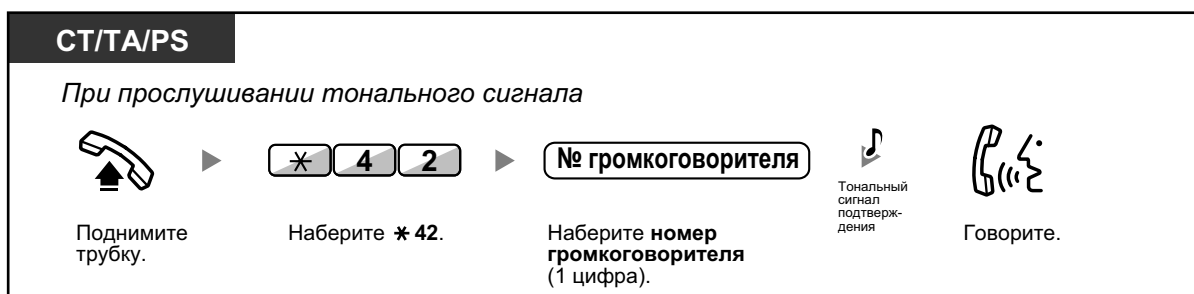 CT/TA/PS
При прослушивании тонального сигнала
* 4 2
№ громкоговорителя
Тональный
сигнал
подтверж-
дения
Поднимите
трубку.
Наберите * 42.
Наберите номер
громкоговорителя
(1 цифра).
Говорите.